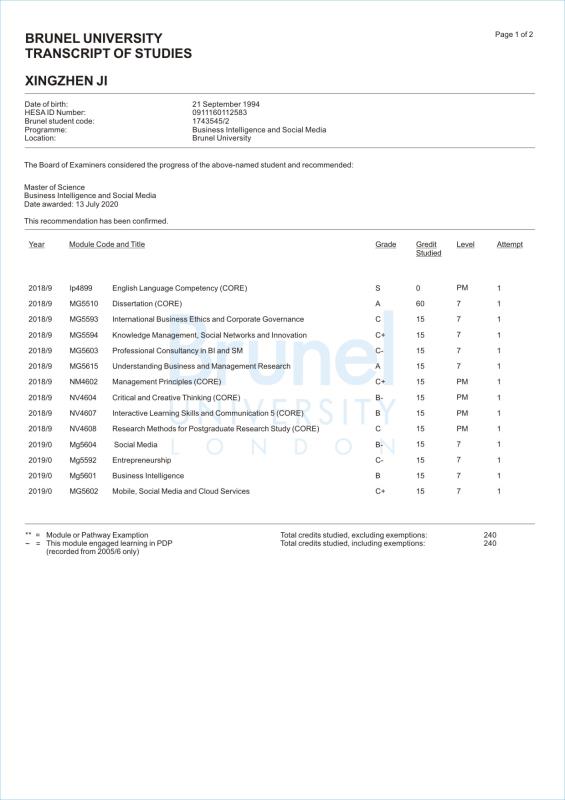 Page 1 of 2
BRUNEL UNIVERSITY
TRANSCRIPT OF STUDIES
XINGZHEN JI
Date of birth: 21 September 1994
HESA ID Number: 0911160112583
Brunel student code: 1743545/2
Programme: Business Intelligence and Social Media
Location: Brunel University
The Board of Examiners considered the progress of the above-named student and recommended:
Master of Science
Business Intelligence and Social Media
Date awarded: 13 July 2020
This recommendation has been confirmed.
Year Module Code and Title Grade Gredit Level Attempt
Studied
2018/9 Ip4899 English Language Competency (CORE) S 0 PM 1
2018/9 MG5510 Dissertation (CORE) A 60 7 1
2018/9 MG5593 International Business Ethics and Corporate Governance C 15 7 1
2018/9 MG5594 Knowledge Management, Social Networks and Innovation C+ 15 7 1
2018/9 MG5603 Professional Consultancy in BI and SM C- 15 7 1
2018/9 MG5615 Understanding Business and Management Research A 15 7 1
2018/9 NM4602 Management Principles (CORE) C+ 15 PM 1
2018/9 NV4604 Critical and Creative Thinking (CORE) B- 15 PM 1
2018/9 NV4607 Interactive Learning Skills and Communication 5 (CORE) B 15 PM 1
2018/9 NV4608 Research Methods for Postgraduate Research Study (CORE) C 15 PM 1
2019/0 Mg5604 Social Media B- 15 7 1
2019/0 Mg5592 Entrepreneurship C- 15 7 1
2019/0 Mg5601 Business Intelligence B 15 7 1
2019/0 MG5602 Mobile, Social Media and Cloud Services C+ 15 7 1
Brunel
UNIVERSITY
LONDON
** = Module or Pathway Examption Total credits studied, excluding exemptions: 240
~ = This module engaged learning in PDP Total credits studied, including exemptions: 240
(recorded from 2005/6 only)